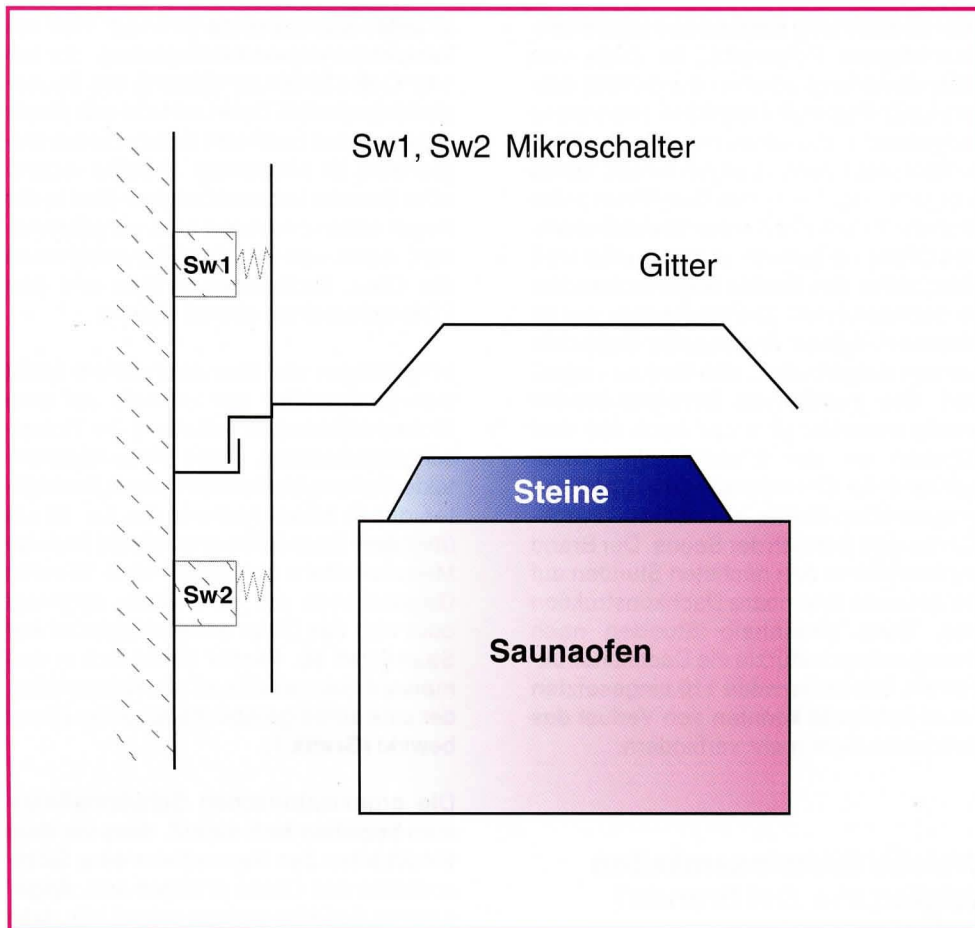 Sw1, Sw2 Mikroschalter
Sw1
Gitter
Steine
Sw2
Saunaofen